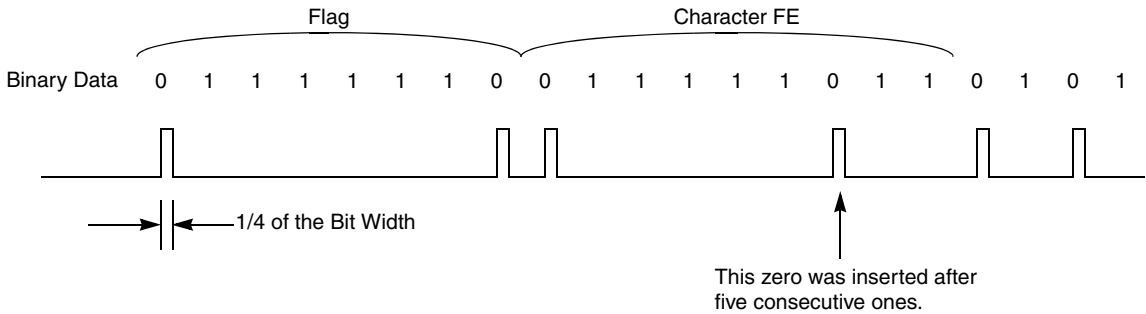 Flag Character FE
Binary Data 0 1 1 1 1 1 1 0 0 1 1 1 1 1 0 1 1 0 1 0 1
1/4 of the Bit Width
This zero was inserted after
five consecutive ones.